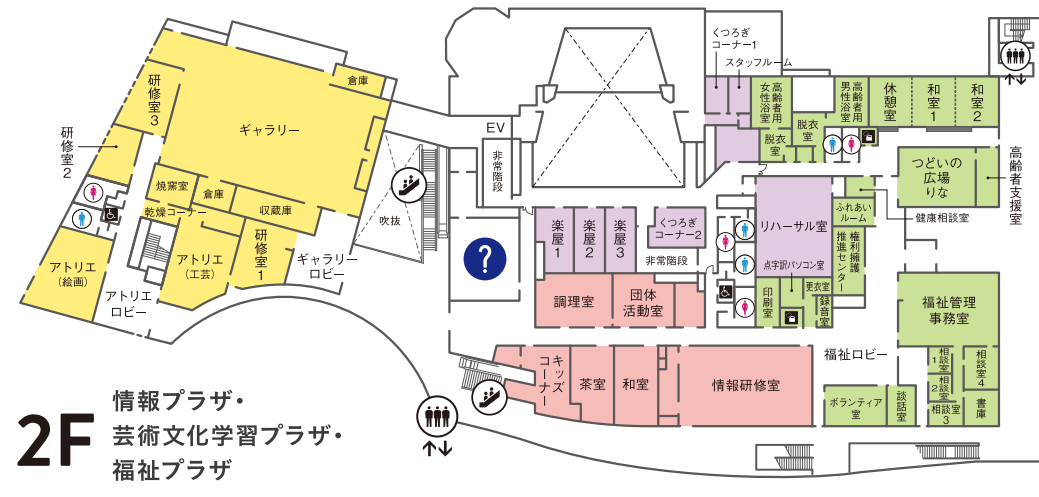 研修室3
研修室2
ギャラリー
倉庫
焼窯室
倉庫
収蔵庫
乾燥コーナー
アトリエ
(絵画)
アトリエ
(工芸)
研修室1
アトリエ
ロビー
ギャラリー
ロビー
吹抜
EV
非常階段
?
楽屋1
楽屋2
楽屋3
くつろぎ
コーナー2
非常階段
調理室
団体
活動室
キッズ
コーナー
茶室
和室
情報研修室
くつろぎ
コーナー1
スタッフルーム
高齢者用
女性浴室
脱衣室
脱衣室
高齢者用
男性浴室
休憩室
和室1
和室2
つどいの
広場
りな
高齢者支援室
健康相談室
ふれあい
ルーム
権利擁護
推進センター
リハーサル室
点字訳パソコン室
更衣室
印刷室
録音室
福祉ロビー
福祉管理
事務室
相談室1
相談室2
相談室3
相談室4
書庫
ボランティア
室
談話室
2F
情報プラザ・
芸術文化学習プラザ・
福祉プラザ